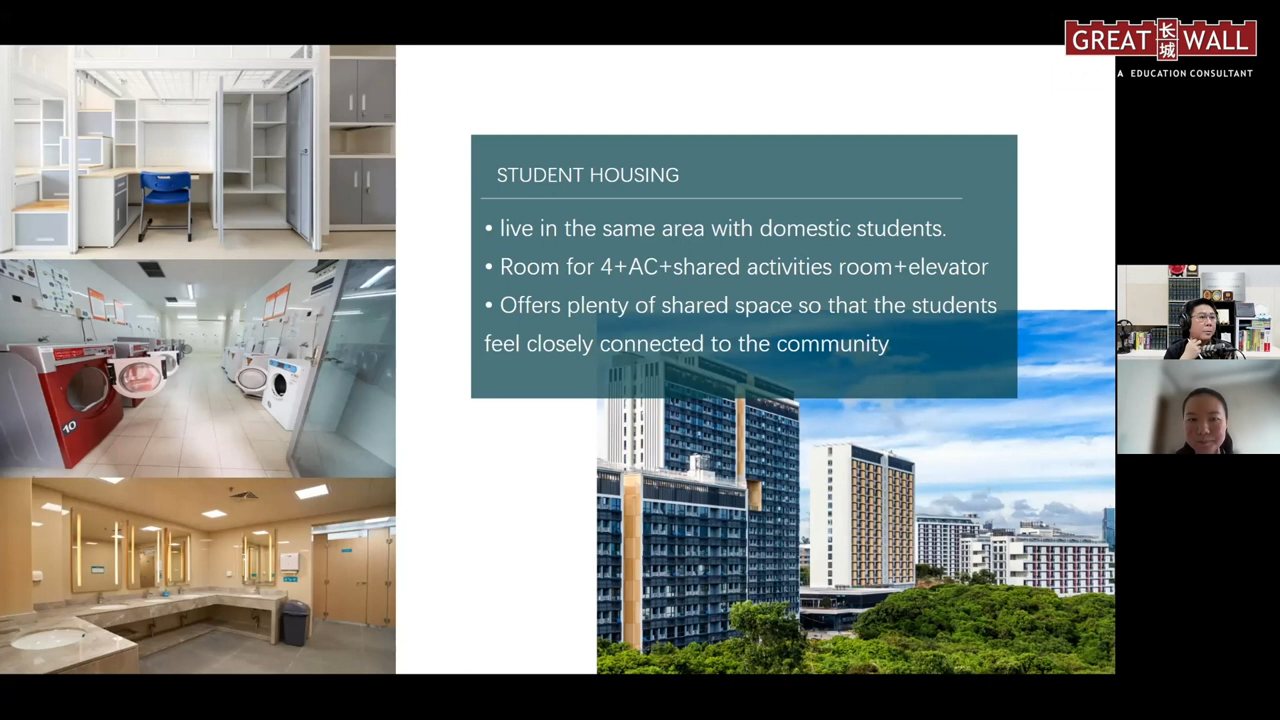 GREAT 长城 WALL
A EDUCATION CONSULTANT
STUDENT HOUSING
• live in the same area with domestic students.
• Room for 4+AC+shared activities room+elevator
• Offers plenty of shared space so that the students
feel closely connected to the community
10